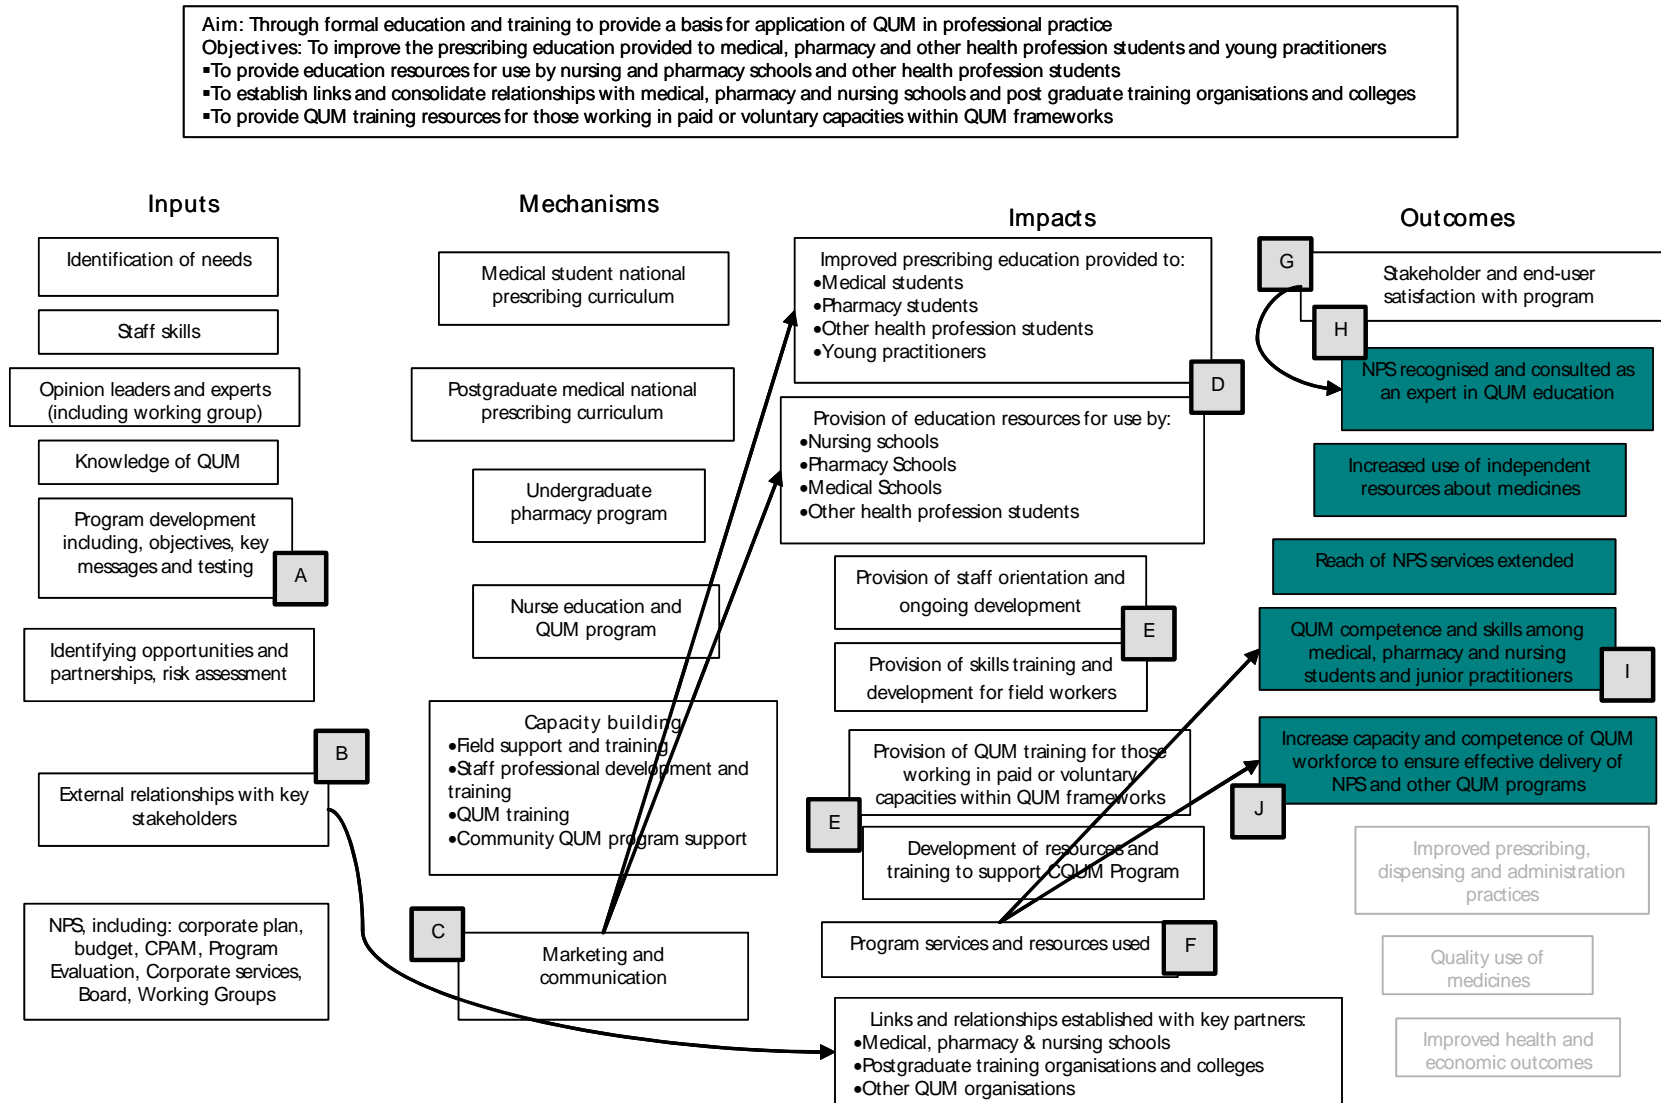 Aim: Through formal education and training to provide a basis for application of QUM in professional practice
Objectives: To improve the prescribing education provided to medical, pharmacy and other health profession students and young practitioners
▪To provide education resources for use by nursing and pharmacy schools and other health profession students
▪To establish links and consolidate relationships with medical, pharmacy and nursing schools and post graduate training organisations and colleges
▪To provide QUM training resources for those working in paid or voluntary capacities within QUM frameworks
Inputs
Identification of needs
Staff skills
Opinion leaders and experts
(including working group)
Knowledge of QUM
Program development
including, objectives, key
messages and testing
A
Identifying opportunities and
partnerships, risk assessment
B
External relationships with key
stakeholders
NPS, including: corporate plan,
budget, CPAM, Program
Evaluation, Corporate services,
Board, Working Groups
Mechanisms
Medical student national
prescribing curriculum
Postgraduate medical national
prescribing curriculum
Undergraduate
pharmacy program
Nurse education and
QUM program
Capacity building
•Field support and training
•Staff professional development and
training
•QUM training
•Community QUM program support
C
Marketing and
communication
Impacts
Improved prescribing education provided to:
•Medical students
•Pharmacy students
•Other health profession students
•Young practitioners
D
Provision of education resources for use by:
•Nursing schools
•Pharmacy Schools
•Medical Schools
•Other health profession students
Provision of staff orientation and
ongoing development
E
Provision of skills training and
development for field workers
Provision of QUM training for those
working in paid or voluntary
capacities within QUM frameworks
E
Development of resources and
training to support CQUM Program
Program services and resources used
F
Links and relationships established with key partners:
•Medical, pharmacy & nursing schools
•Postgraduate training organisations and colleges
•Other QUM organisations
Outcomes
G
Stakeholder and end-user
satisfaction with program
H
NPS recognised and consulted as
an expert in QUM education
Increased use of independent
resources about medicines
Reach of NPS services extended
QUM competence and skills among
medical, pharmacy and nursing
students and junior practitioners
I
Increase capacity and competence of QUM
workforce to ensure effective delivery of
NPS and other QUM programs
J
Improved prescribing,
dispensing and administration
practices
Quality use of
medicines
Improved health and
economic outcomes